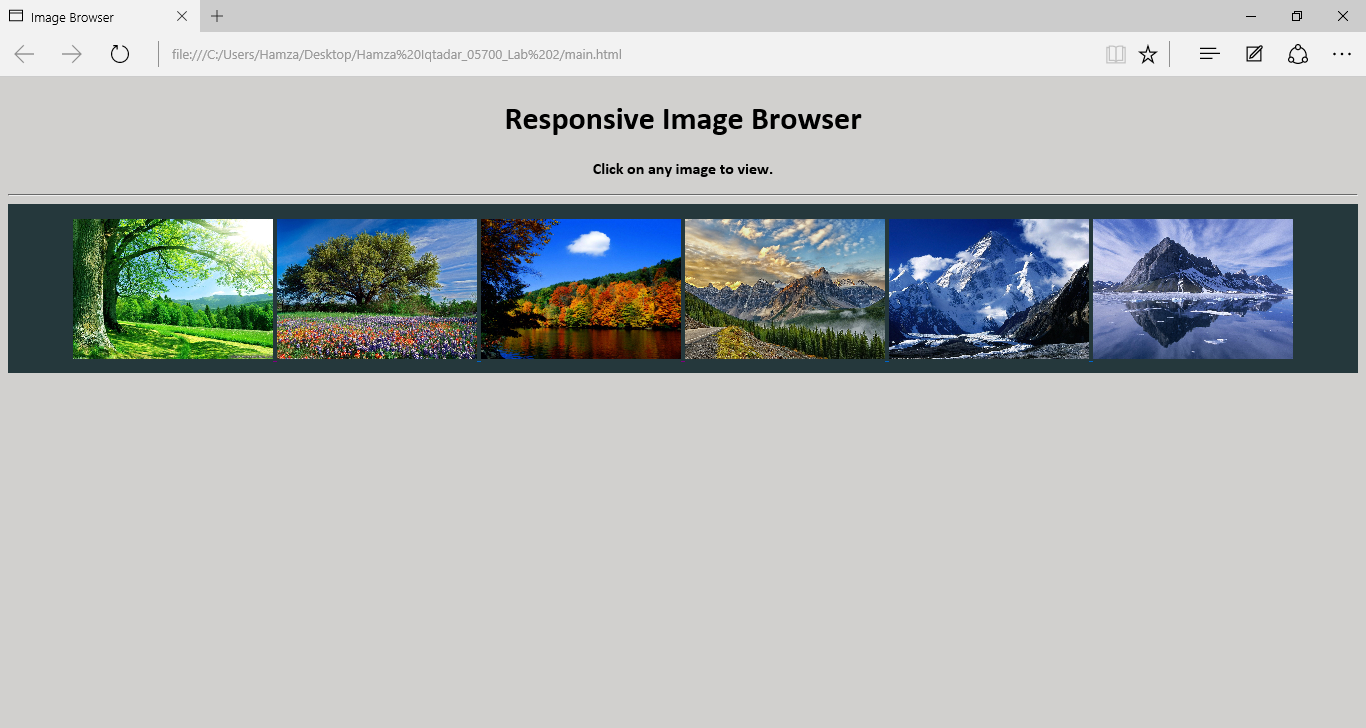 Image Browser
file:///C:/Users/Hamza/Desktop/Hamza%20Iqtadar_05700_Lab%202/main.html
Responsive Image Browser
Click on any image to view.